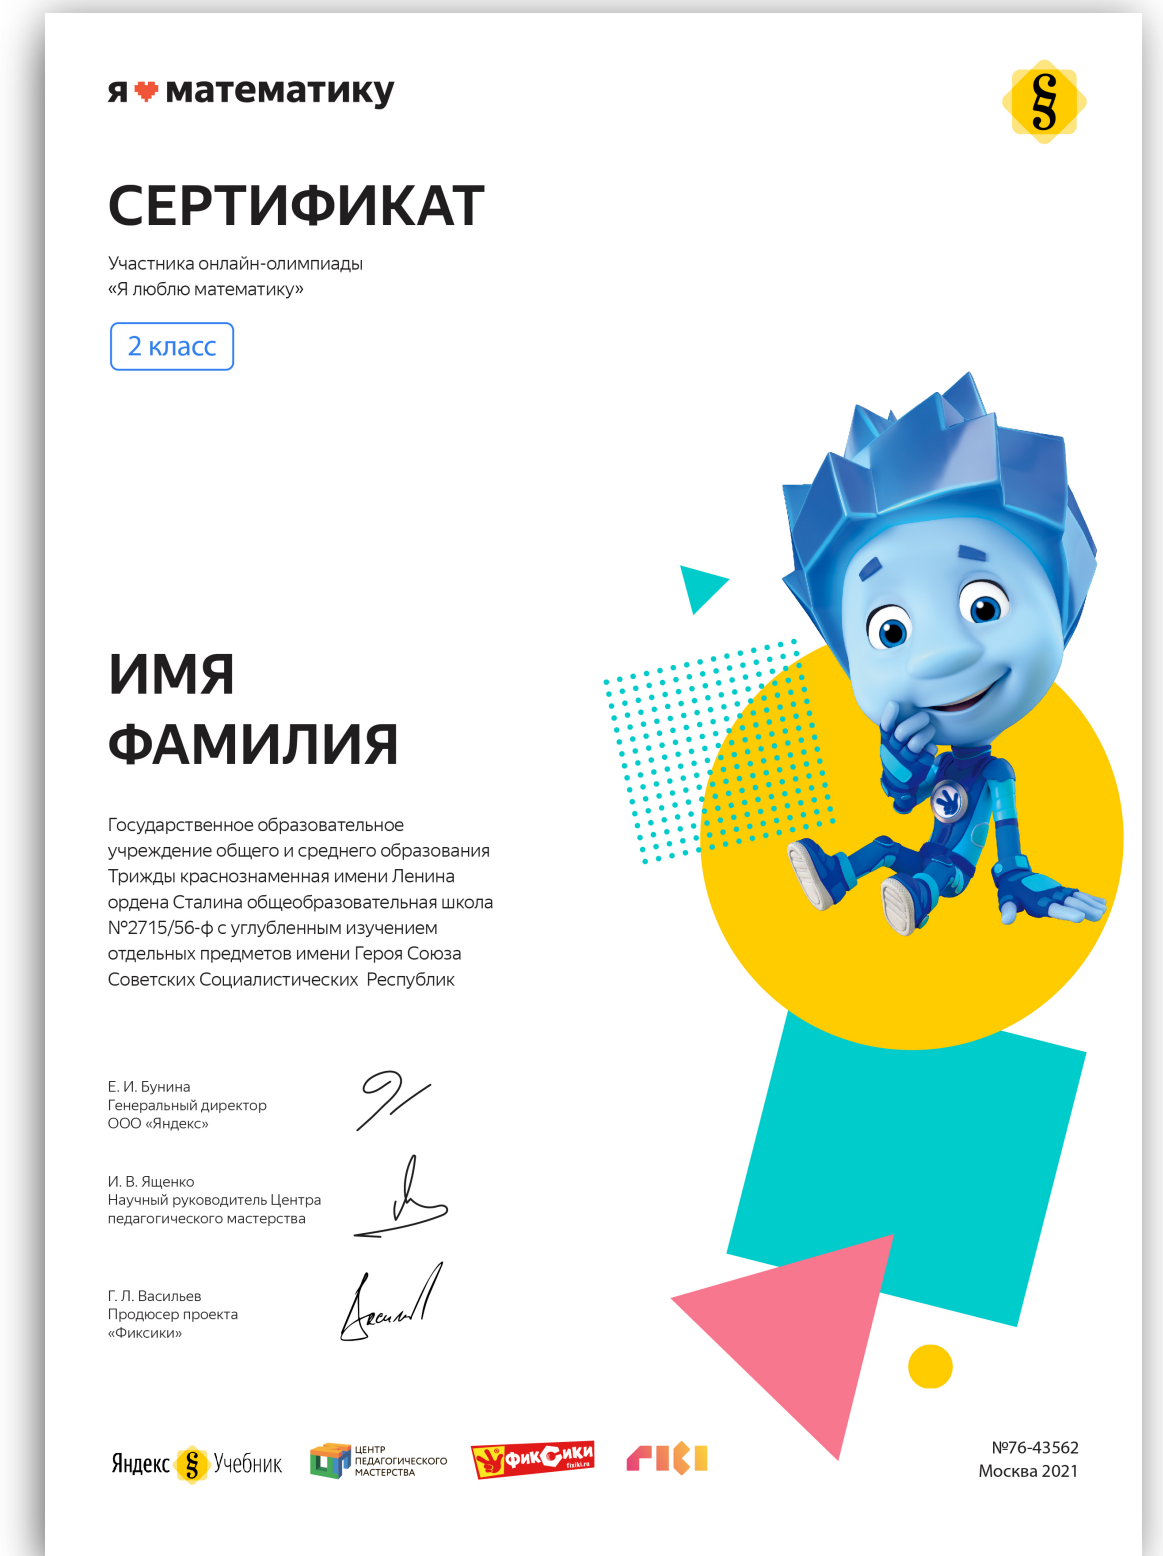 я математику
§
СЕРТИФИКАТ
Участника онлайн-олимпиады
«Я люблю математику»
2 класс
ИМЯ
ФАМИЛИЯ
Государственное образовательное
учреждение общего и среднего образования
Трижды краснознаменная имени Ленина
ордена Сталина общеобразовательная школа
№2715/56-ф с углубленным изучением
отдельных предметов имени Героя Союза
Советских Социалистических Республик
Е. И. Бунина
Генеральный директор
ООО «Яндекс»
И. В. Ященко
Научный руководитель Центра
педагогического мастерства
Г. Л. Васильев
Продюсер проекта
«Фиксики»
Яндекс § Учебник
ЦЕНТР
ПЕДАГОГИЧЕСКОГО
МАСТЕРСТВА
ФиксИки
fixiki.ru
РІКІ
№76-43562
Москва 2021